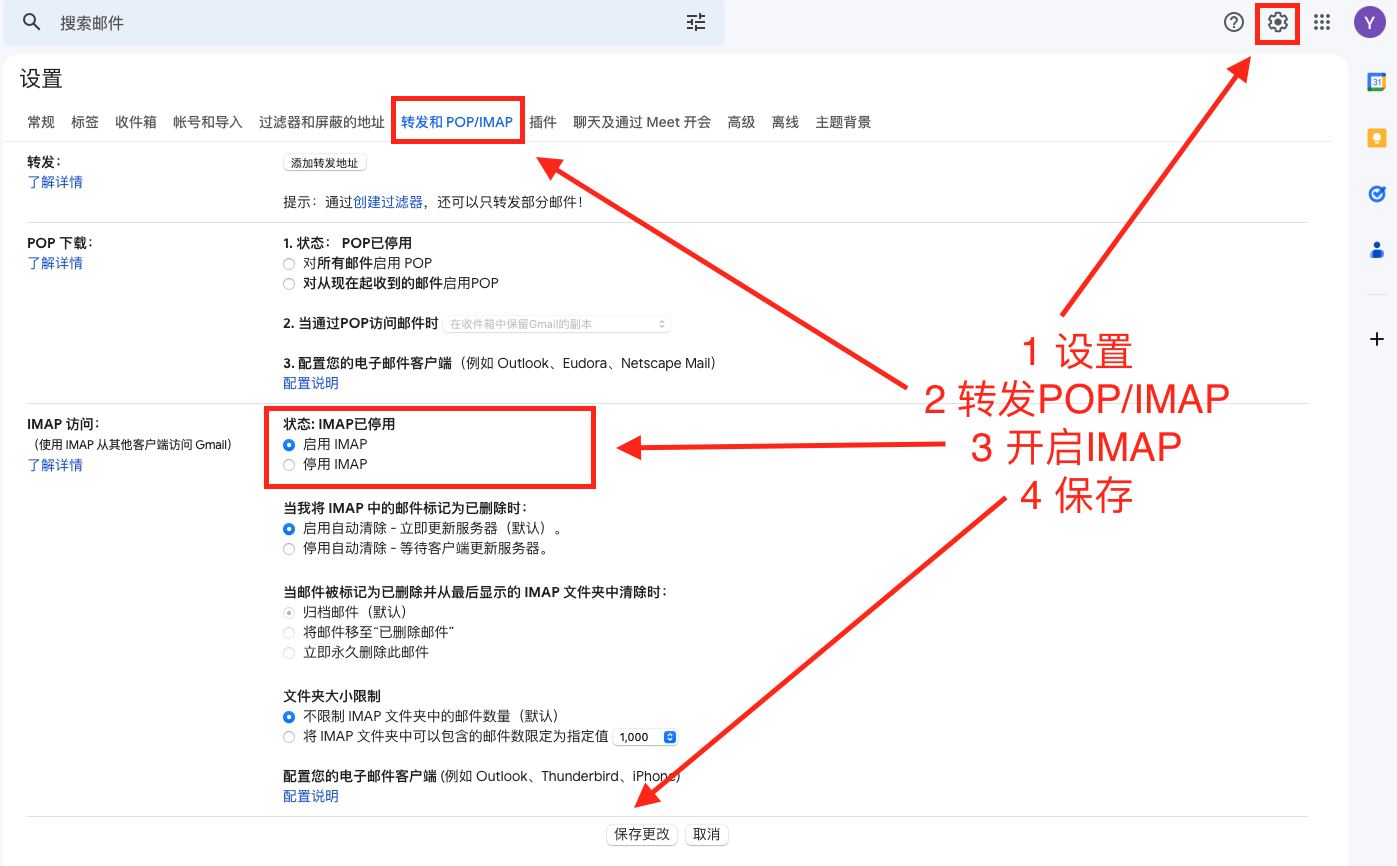 搜索邮件
Y
设置
常规 标签 收件箱 帐号和导入 过滤器和屏蔽的地址 转发和 POP/IMAP 插件 聊天及通过 Meet 开会 高级 离线 主题背景
31
转发：
添加转发地址
了解详情
提示：通过创建过滤器，还可以只转发部分邮件！
POP 下载：
1. 状态： POP已停用
了解详情
对所有邮件启用 POP
对从现在起收到的邮件启用POP
2. 当通过POP访问邮件时 在收件箱中保留Gmail的副本
3. 配置您的电子邮件客户端（例如 Outlook、Eudora、Netscape Mail）
配置说明
1 设置
2 转发POP/IMAP
3 开启IMAP
4 保存
IMAP 访问：
状态: IMAP已停用
（使用 IMAP 从其他客户端访问 Gmail）
启用 IMAP
了解详情
停用 IMAP
当我将 IMAP 中的邮件标记为已删除时：
启用自动清除 - 立即更新服务器（默认）。
停用自动清除 - 等待客户端更新服务器。
当邮件被标记为已删除并从最后显示的 IMAP 文件夹中清除时：
归档邮件（默认）
将邮件移至“已删除邮件”
立即永久删除此邮件
文件夹大小限制
不限制 IMAP 文件夹中的邮件数量（默认）
将 IMAP 文件夹中可以包含的邮件数限定为指定值 1,000
配置您的电子邮件客户端 (例如 Outlook、Thunderbird、iPhone)
配置说明
保存更改 取消